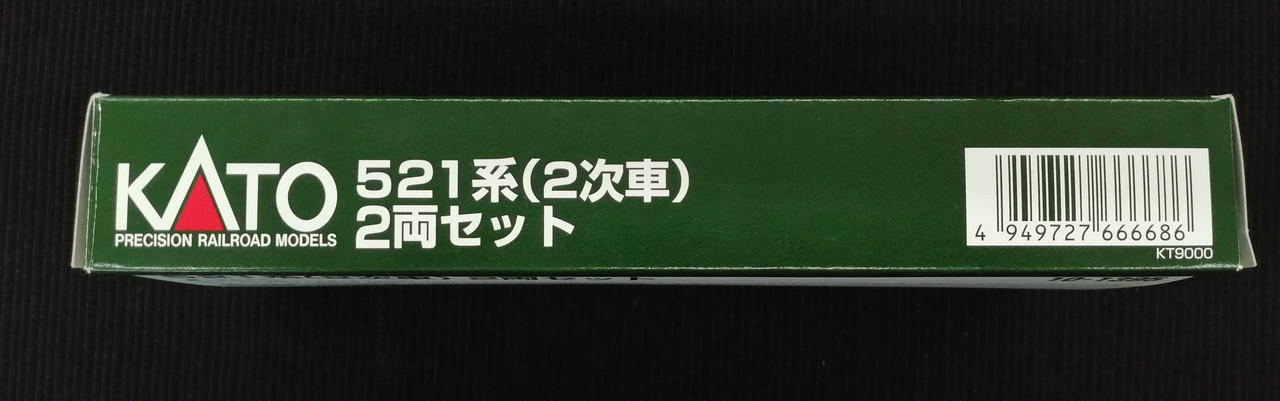 KATO
PRECISION RAILROAD MODELS
521系(2次車)
2両セット
4 949727 666686
KT9000